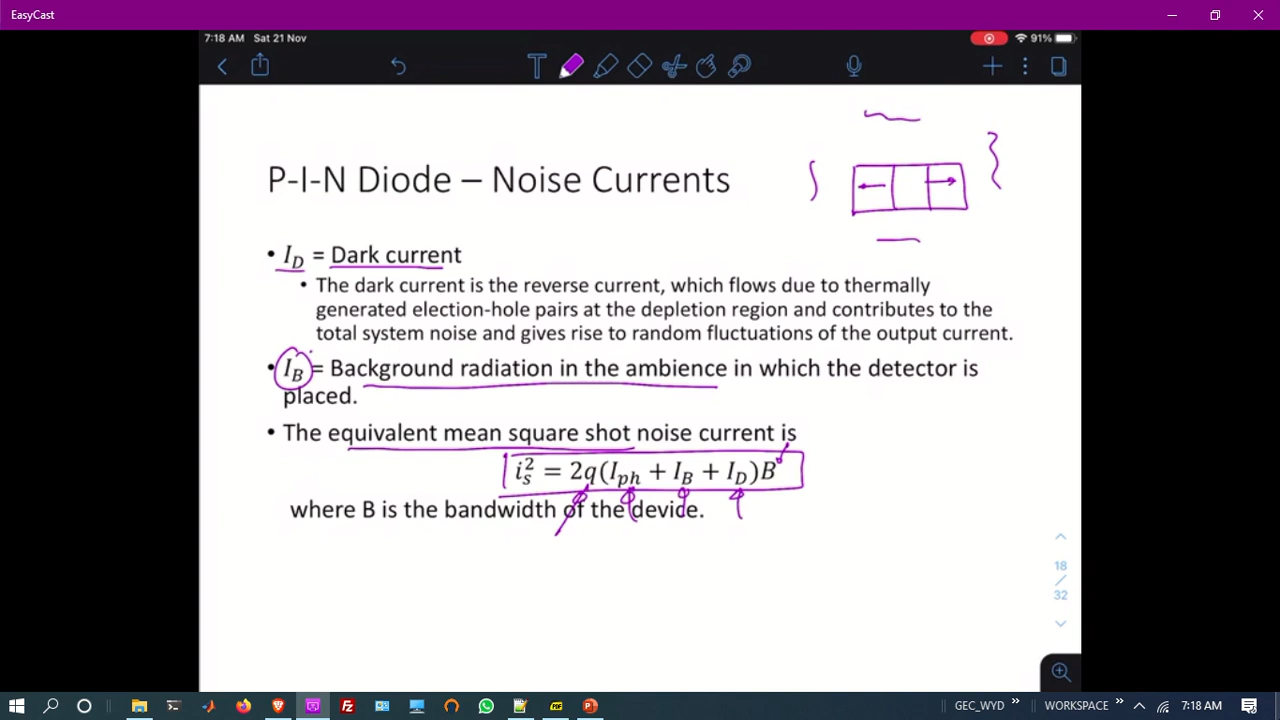 EasyCast
7:18 AM Sat 21 Nov
91%
P-I-N Diode – Noise Currents
• I_D = Dark current
• The dark current is the reverse current, which flows due to thermally
generated election-hole pairs at the depletion region and contributes to the
total system noise and gives rise to random fluctuations of the output current.
• I_B = Background radiation in the ambience in which the detector is
placed.
• The equivalent mean square shot noise current is
i_s^2 = 2q(I_ph + I_B + I_D)B
where B is the bandwidth of the device.
18
/
32
GEC_WYD » WORKSPACE » 7:18 AM